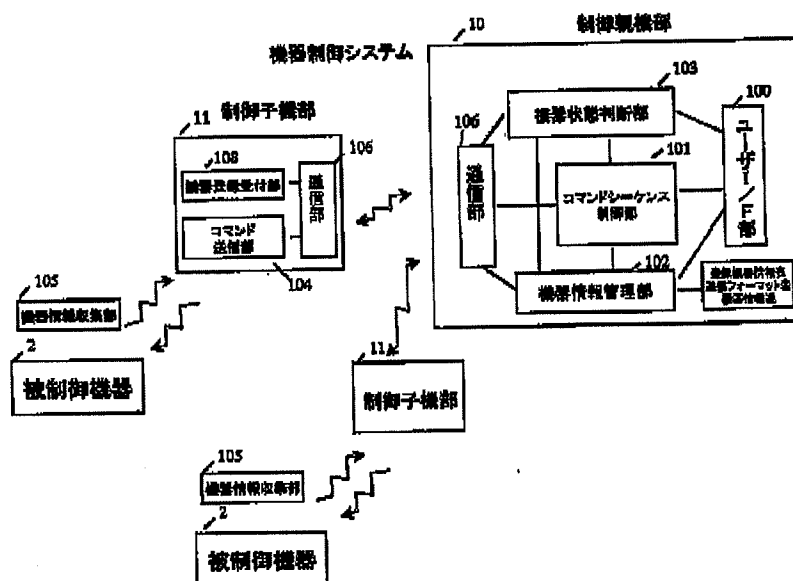 機器制御システム
10
制御親機部
103
機器状態判断部
100
ユーザーI/F部
106
通信部
101
コマンドシーケンス
制御部
102
機器情報管理部
11
制御子機部
108
機器登録受付部
106
通信部
コマンド
送信部
104
105
機器情報収集部
2
被制御機器
11
制御子機部
105
機器情報収集部
2
被制御機器